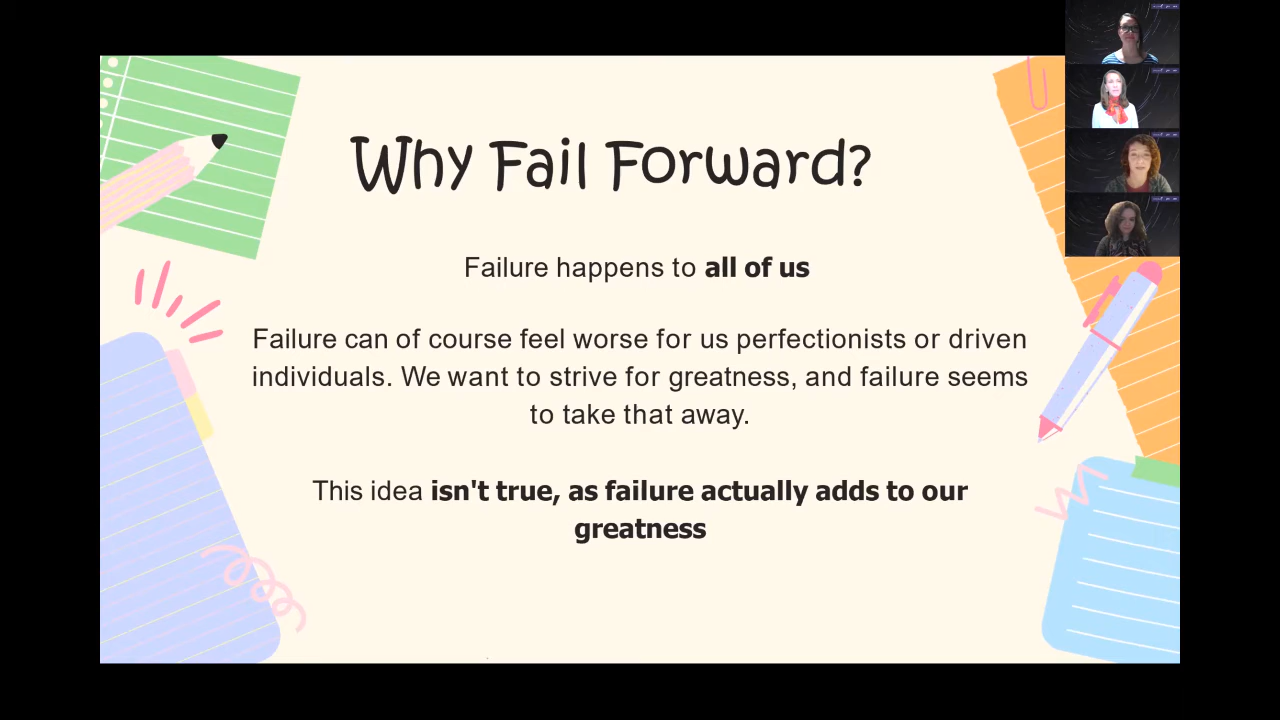 Why Fail Forward?
Failure happens to all of us
Failure can of course feel worse for us perfectionists or driven
individuals. We want to strive for greatness, and failure seems
to take that away.
This idea isn't true, as failure actually adds to our
greatness